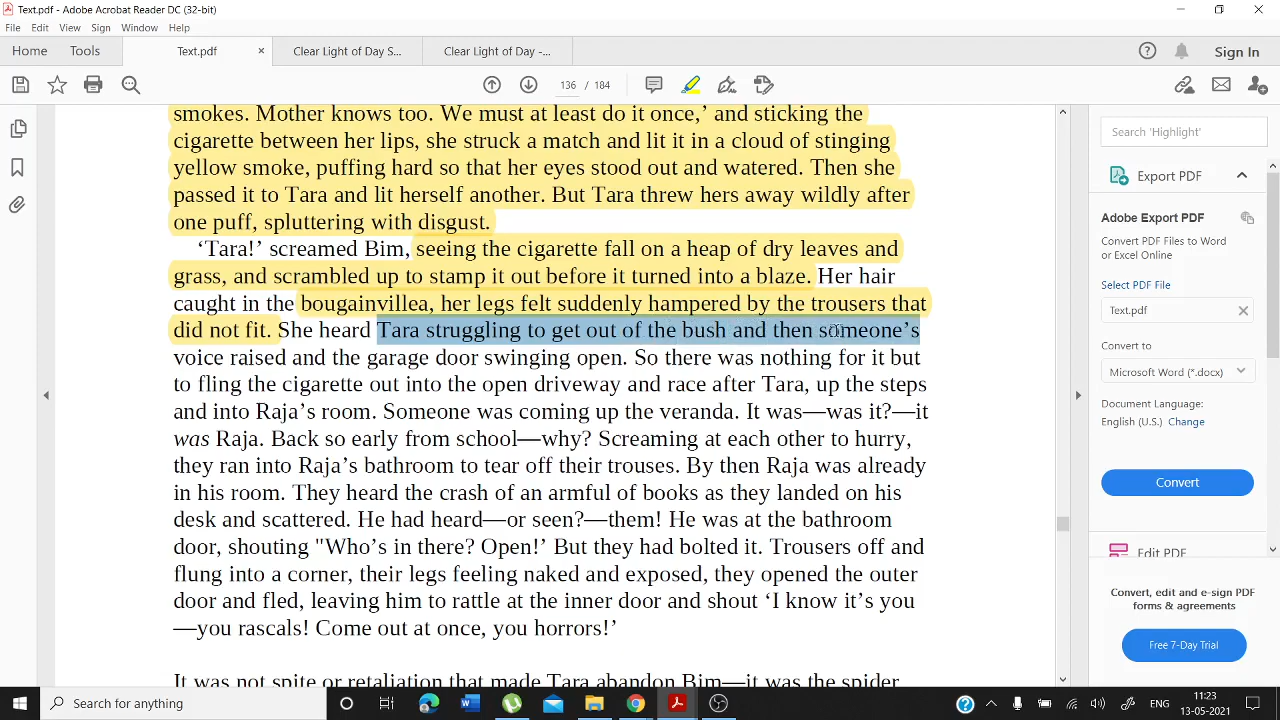 Text.pdf - Adobe Acrobat Reader DC (32-bit)
File Edit View Sign Window Help
Home Tools Text.pdf × Clear Light of Day S... Clear Light of Day -... Sign In
136 / 184
smokes. Mother knows too. We must at least do it once,’ and sticking the
cigarette between her lips, she struck a match and lit it in a cloud of stinging
yellow smoke, puffing hard so that her eyes stood out and watered. Then she
passed it to Tara and lit herself another. But Tara threw hers away wildly after
one puff, spluttering with disgust.
‘Tara!’ screamed Bim, seeing the cigarette fall on a heap of dry leaves and
grass, and scrambled up to stamp it out before it turned into a blaze. Her hair
caught in the bougainvillea, her legs felt suddenly hampered by the trousers that
did not fit. She heard Tara struggling to get out of the bush and then someone’s
voice raised and the garage door swinging open. So there was nothing for it but
to fling the cigarette out into the open driveway and race after Tara, up the steps
and into Raja’s room. Someone was coming up the veranda. It was—was it?—it
was Raja. Back so early from school—why? Screaming at each other to hurry,
they ran into Raja’s bathroom to tear off their trouses. By then Raja was already
in his room. They heard the crash of an armful of books as they landed on his
desk and scattered. He had heard—or seen?—them! He was at the bathroom
door, shouting "Who’s in there? Open!’ But they had bolted it. Trousers off and
flung into a corner, their legs feeling naked and exposed, they opened the outer
door and fled, leaving him to rattle at the inner door and shout ‘I know it’s you
—you rascals! Come out at once, you horrors!’
It was not spite or retaliation that made Tara abandon Bim—it was the spider
Search 'Highlight'
Export PDF
Adobe Export PDF
Convert PDF Files to Word
or Excel Online
Select PDF File
Text.pdf
Convert to
Microsoft Word (*.docx)
Document Language:
English (U.S.) Change
Convert
Edit PDF
Convert, edit and e-sign PDF
forms & agreements
Free 7-Day Trial
Search for anything
ENG
11:23
13-05-2021